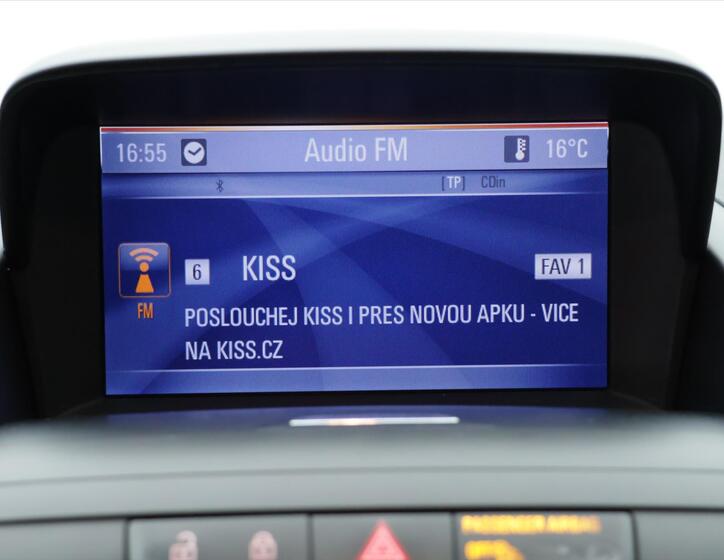 16:55 Audio FM 16°C
[TP] CDin
6 KISS FAV 1
FM
POSLOUCHEJ KISS I PRES NOVOU APKU - VICE
NA KISS.CZ
PASSENGER AIRBAG